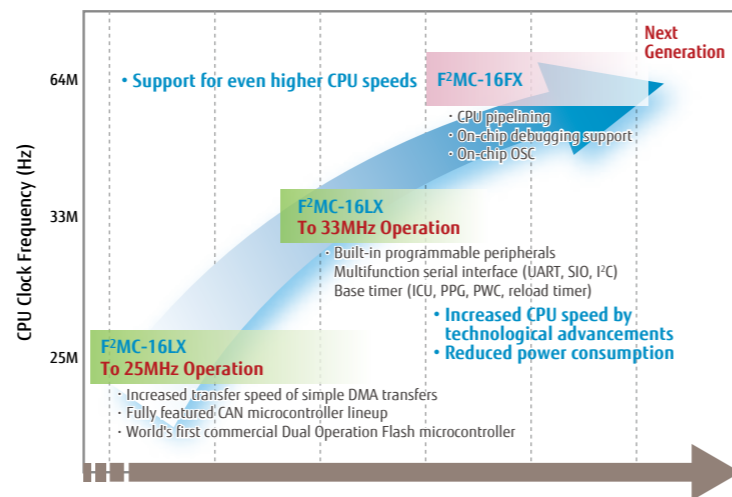 Next
Generation
64M
• Support for even higher CPU speeds
F²MC-16FX
· CPU pipelining
· On-chip debugging support
· On-chip OSC
CPU Clock Frequency (Hz)
33M
F²MC-16LX
To 33MHz Operation
· Built-in programmable peripherals
Multifunction serial interface (UART, SIO, I²C)
Base timer (ICU, PPG, PWC, reload timer)
• Increased CPU speed by
technological advancements
• Reduced power consumption
25M
F²MC-16LX
To 25MHz Operation
· Increased transfer speed of simple DMA transfers
· Fully featured CAN microcontroller lineup
· World's first commercial Dual Operation Flash microcontroller